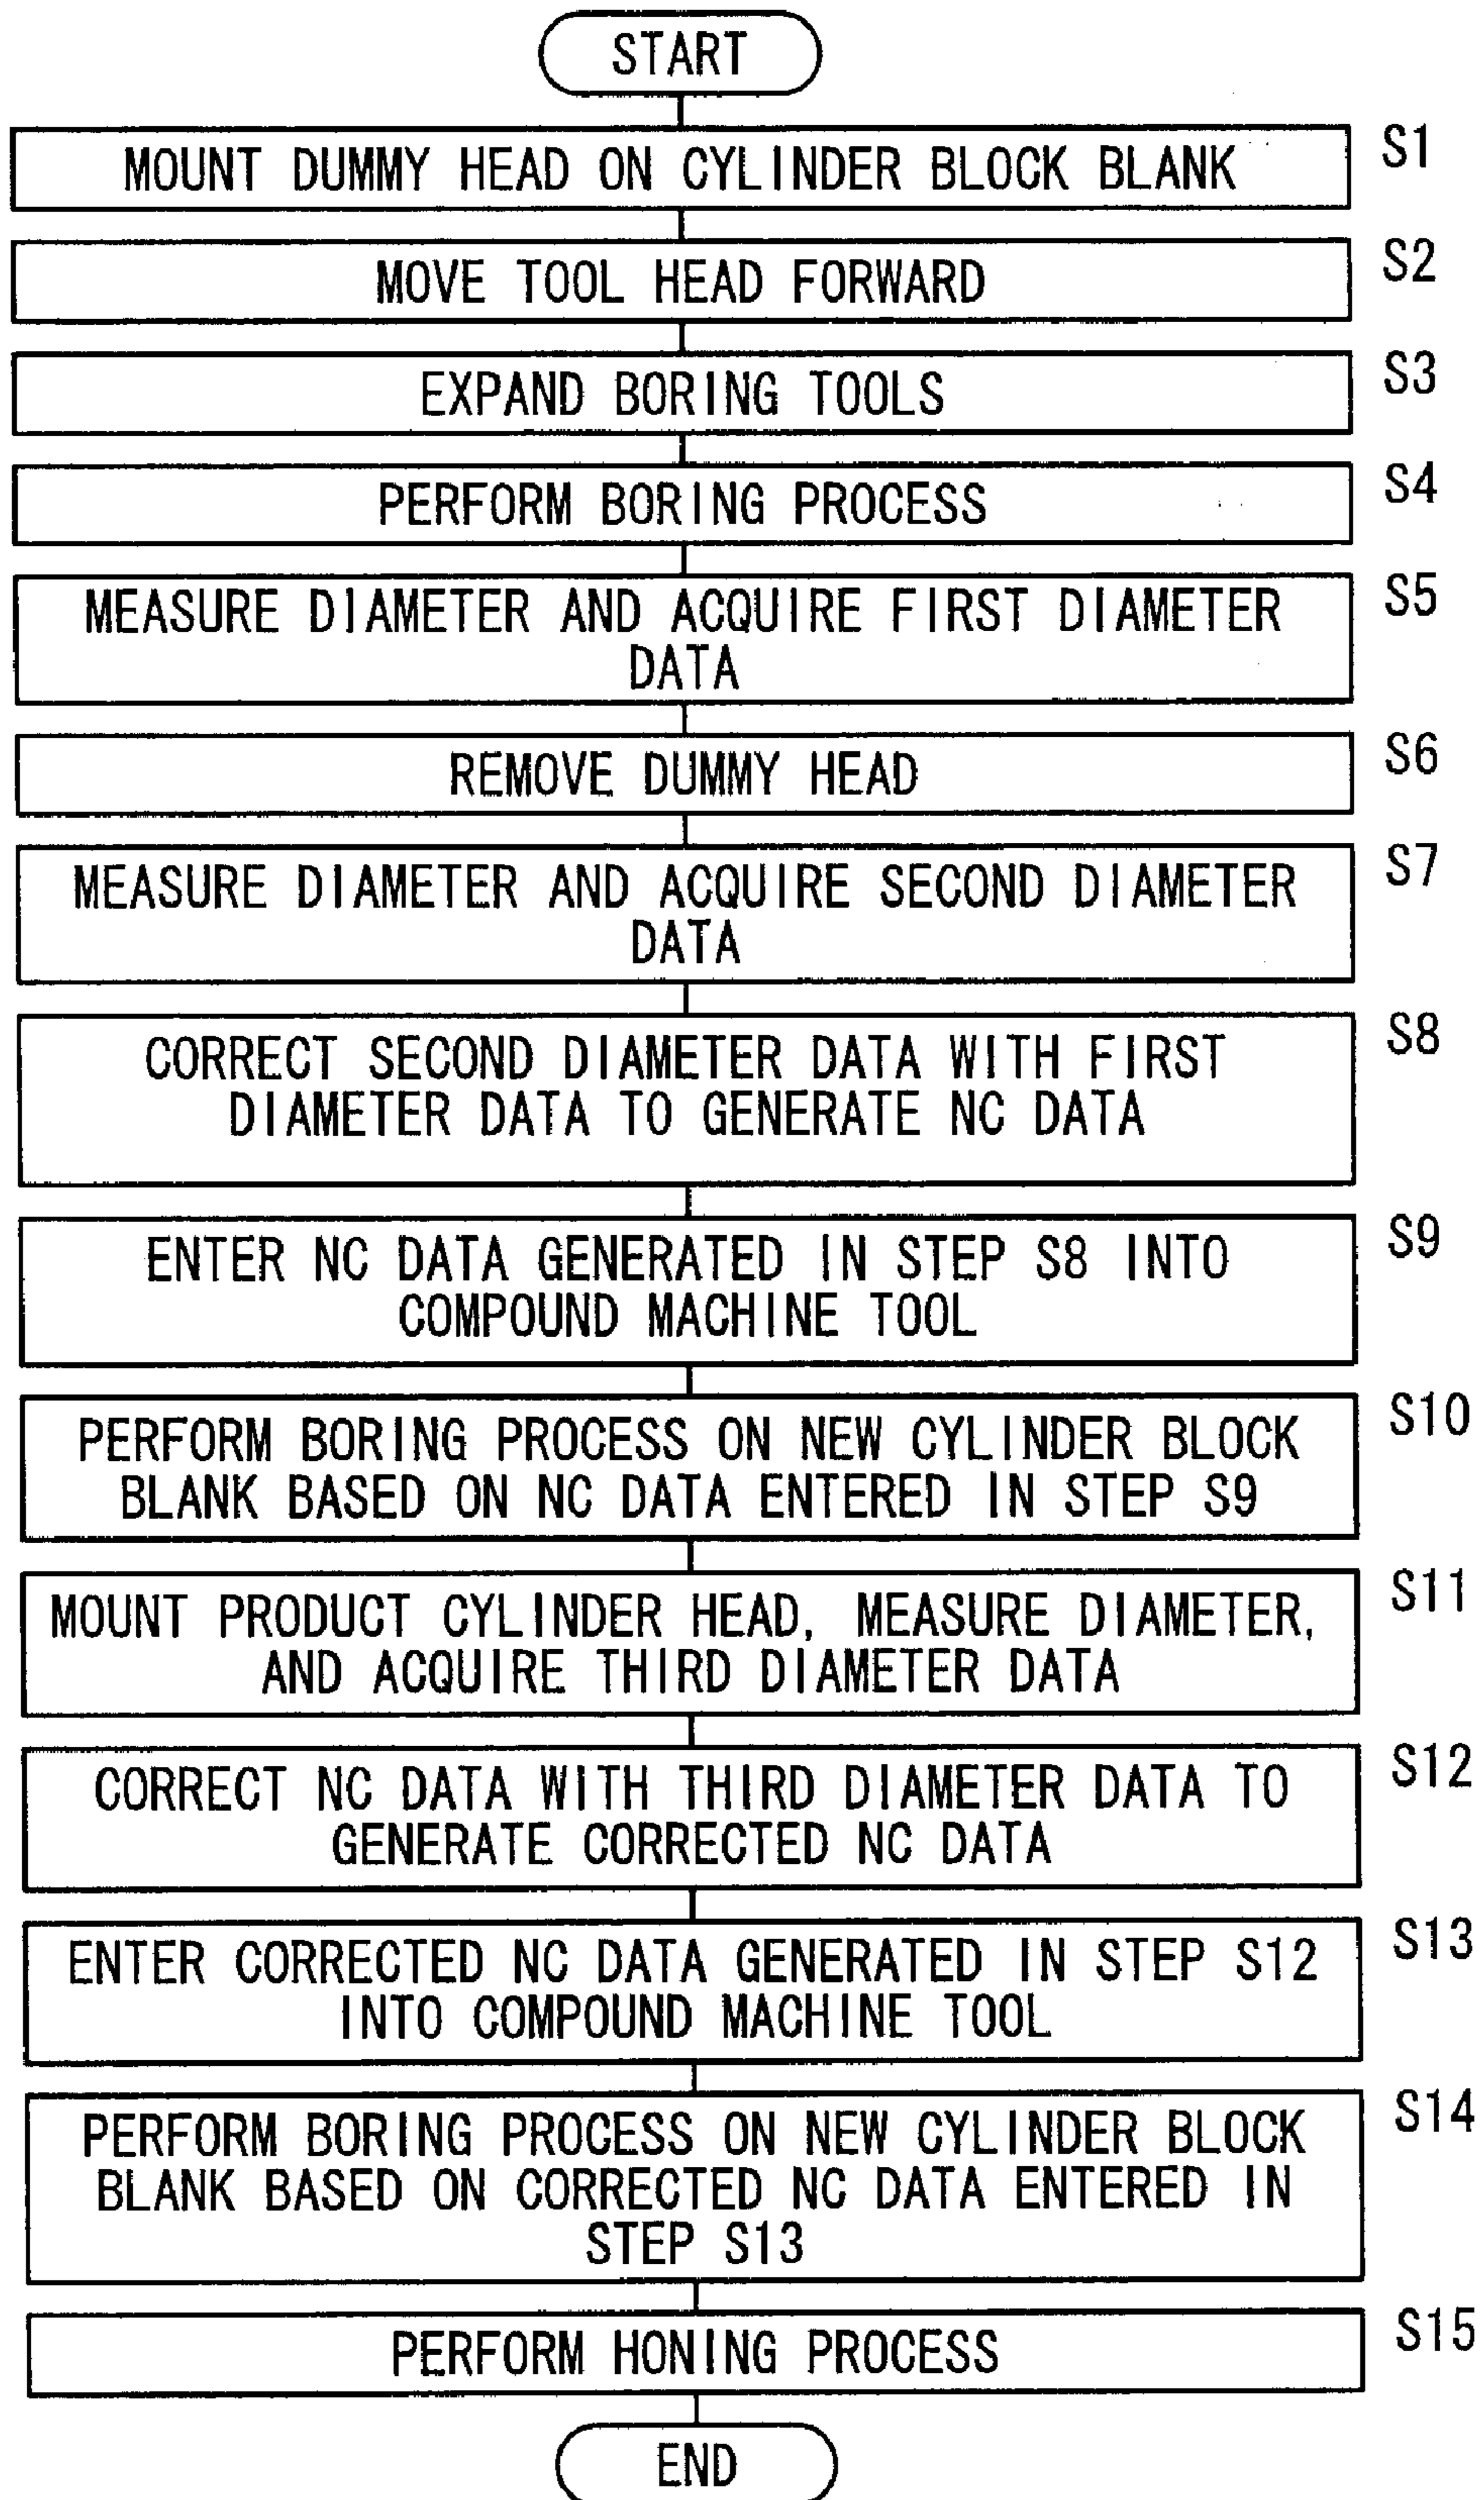 START
MOUNT DUMMY HEAD ON CYLINDER BLOCK BLANK
S1
MOVE TOOL HEAD FORWARD
S2
EXPAND BORING TOOLS
S3
PERFORM BORING PROCESS
S4
MEASURE DIAMETER AND ACQUIRE FIRST DIAMETER
DATA
S5
REMOVE DUMMY HEAD
S6
MEASURE DIAMETER AND ACQUIRE SECOND DIAMETER
DATA
S7
CORRECT SECOND DIAMETER DATA WITH FIRST
DIAMETER DATA TO GENERATE NC DATA
S8
ENTER NC DATA GENERATED IN STEP S8 INTO
COMPOUND MACHINE TOOL
S9
PERFORM BORING PROCESS ON NEW CYLINDER BLOCK
BLANK BASED ON NC DATA ENTERED IN STEP S9
S10
MOUNT PRODUCT CYLINDER HEAD, MEASURE DIAMETER,
AND ACQUIRE THIRD DIAMETER DATA
S11
CORRECT NC DATA WITH THIRD DIAMETER DATA TO
GENERATE CORRECTED NC DATA
S12
ENTER CORRECTED NC DATA GENERATED IN STEP S12
INTO COMPOUND MACHINE TOOL
S13
PERFORM BORING PROCESS ON NEW CYLINDER BLOCK
BLANK BASED ON CORRECTED NC DATA ENTERED IN
STEP S13
S14
PERFORM HONING PROCESS
S15
END